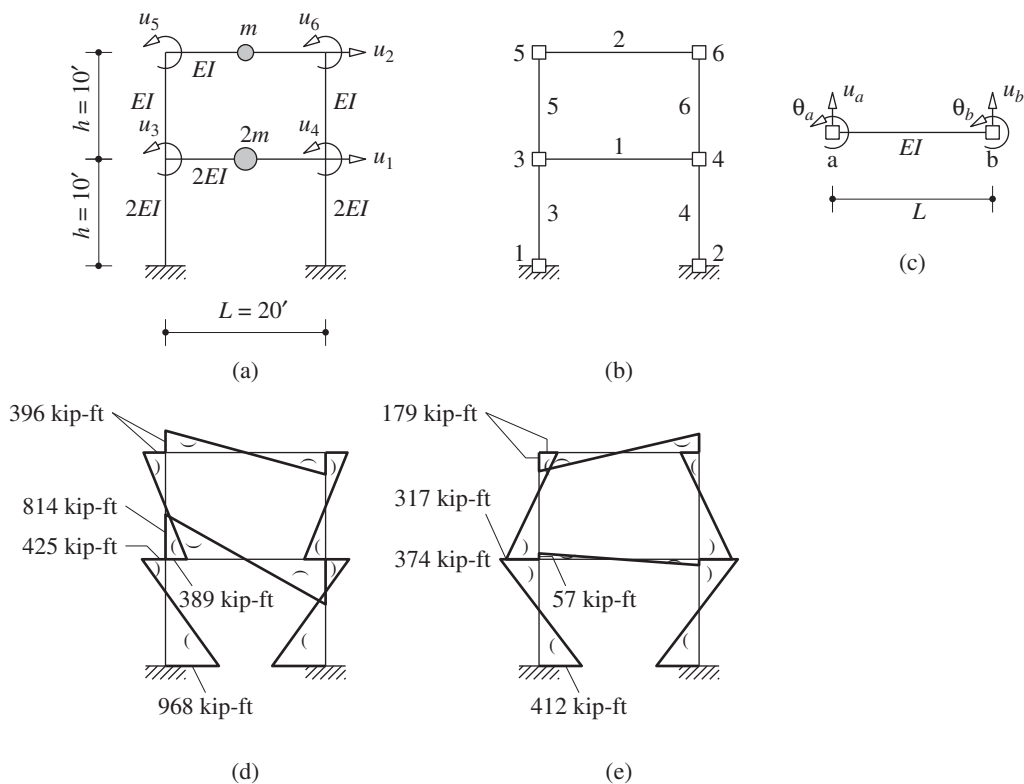 u5
u6
m
u2
EI
EI
EI
h = 10′
u3
2m
u4
u1
2EI
2EI
2EI
h = 10′
L = 20′
(a)
5
2
6
5
6
3
1
4
3
4
1
2
(b)
θa
ua
θb
ub
a
EI
b
L
(c)
396 kip-ft
814 kip-ft
425 kip-ft
389 kip-ft
968 kip-ft
(d)
179 kip-ft
317 kip-ft
374 kip-ft
57 kip-ft
412 kip-ft
(e)